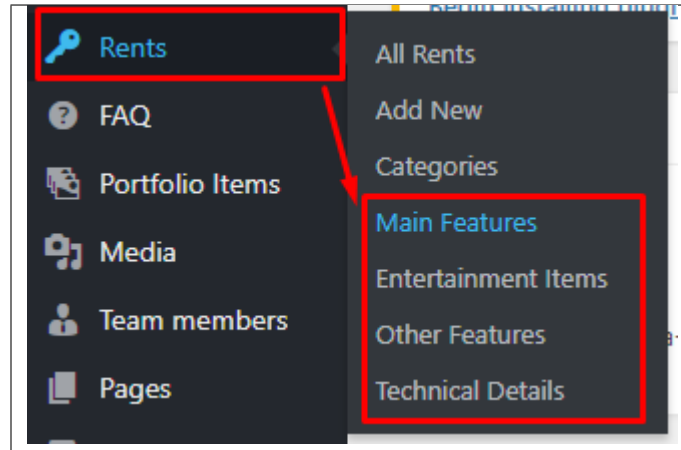 Rents
FAQ
Portfolio Items
Media
Team members
Pages
All Rents
Add New
Categories
Main Features
Entertainment Items
Other Features
Technical Details